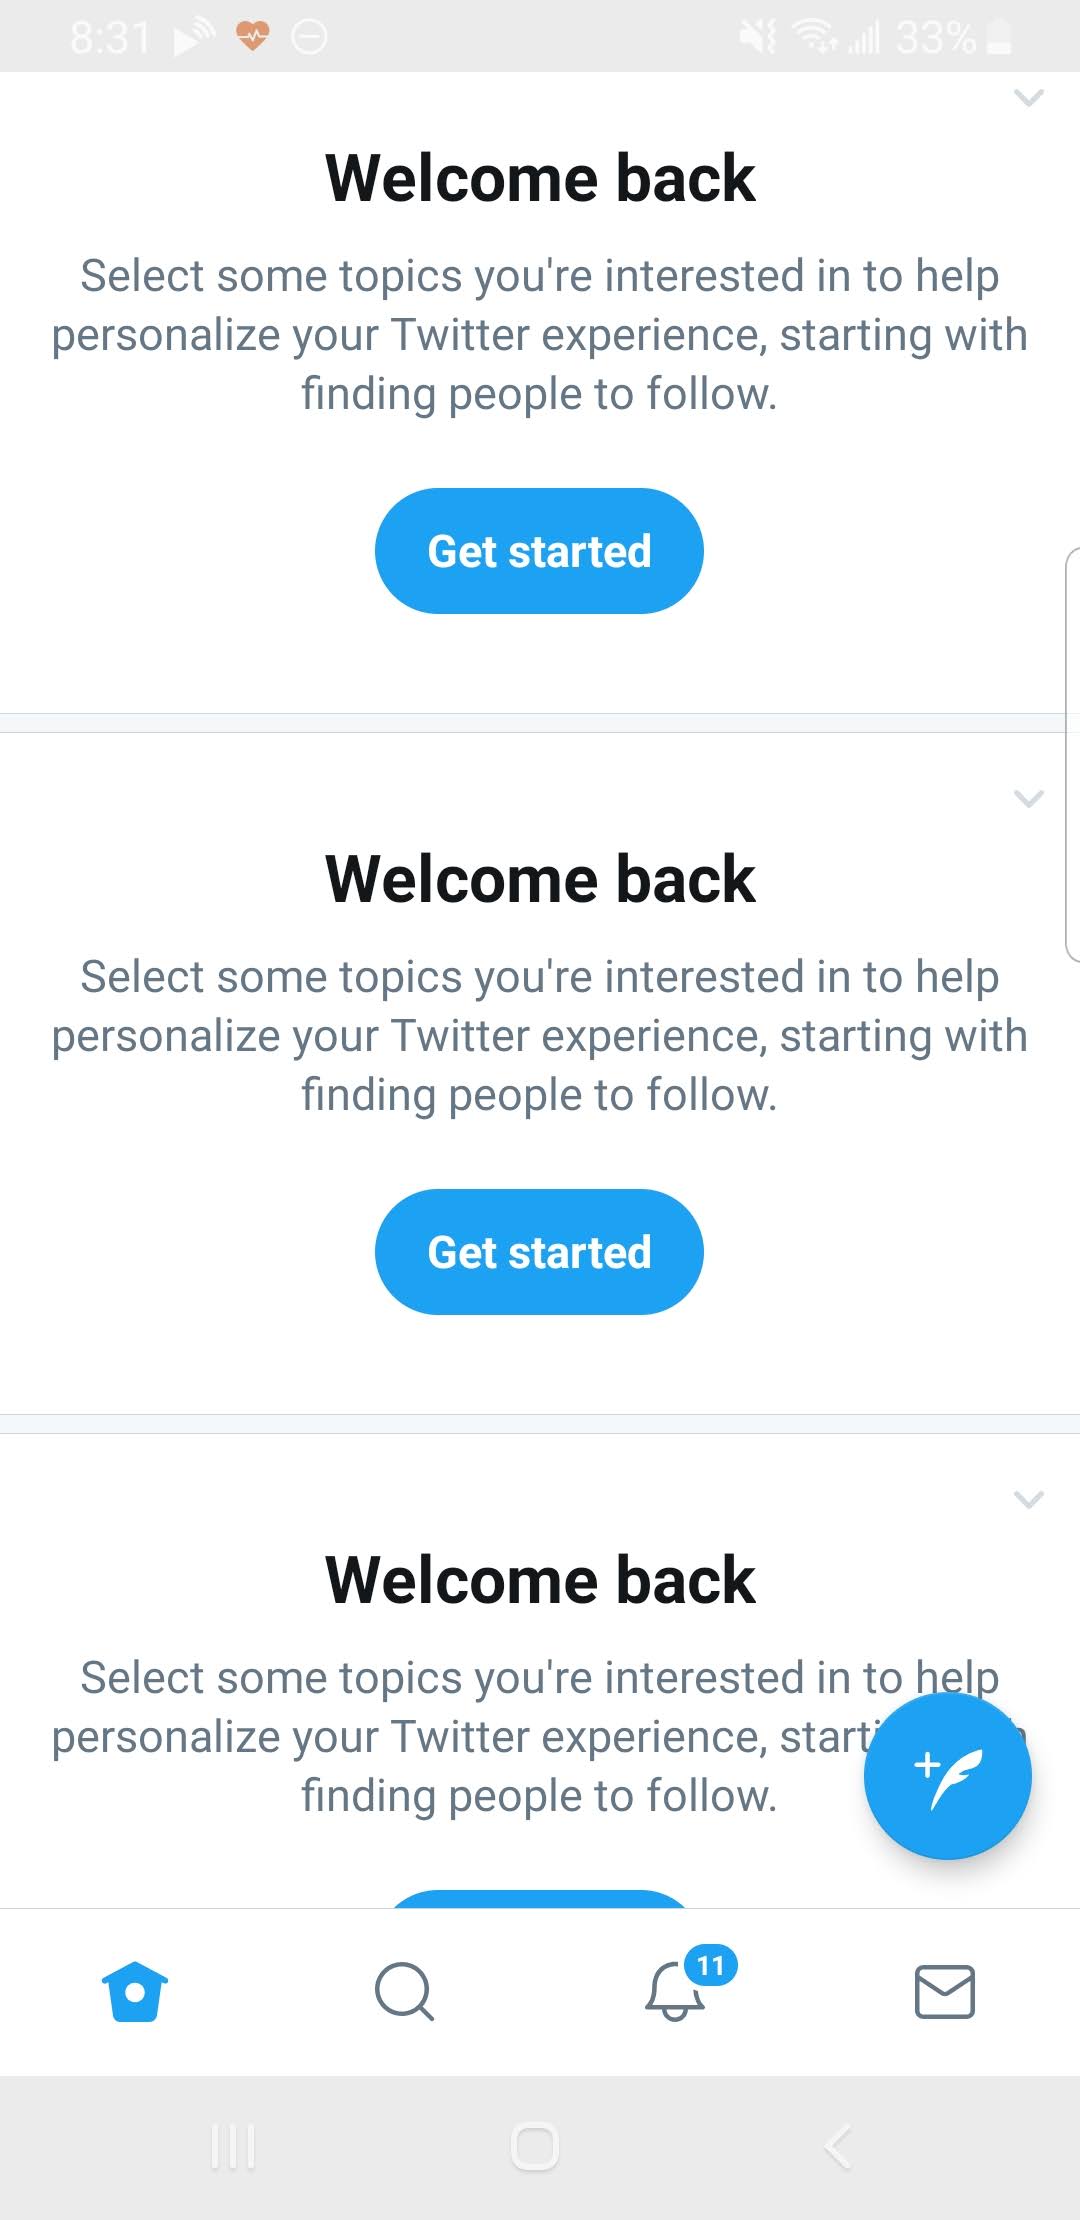 8:31 33%
Welcome back
Select some topics you're interested in to help
personalize your Twitter experience, starting with
finding people to follow.
Get started
Welcome back
Select some topics you're interested in to help
personalize your Twitter experience, starting with
finding people to follow.
Get started
Welcome back
Select some topics you're interested in to help
personalize your Twitter experience, starti
finding people to follow.
11